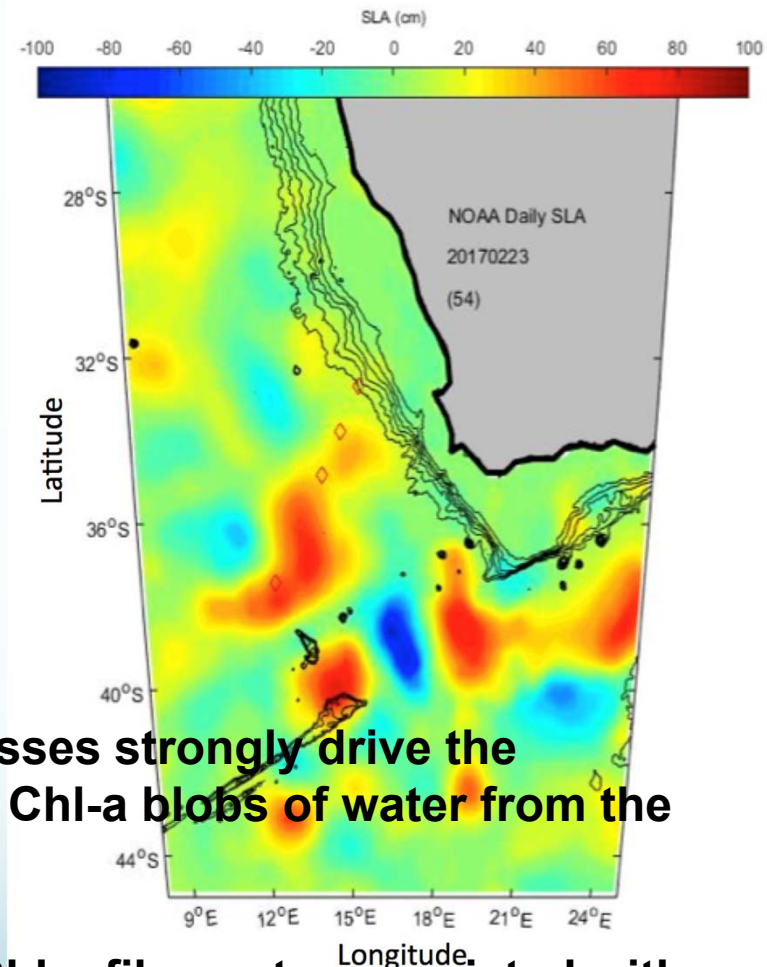 SLA (cm)
-100 -80 -60 -40 -20 0 20 40 60 80 100
28°S
NOAA Daily SLA
20170223
(54)
32°S
Latitude
36°S
40°S
sses strongly drive the
Chl-a blobs of water from the
44°S
9°E 12°E 15°E 18°E 21°E 24°E
Longitude